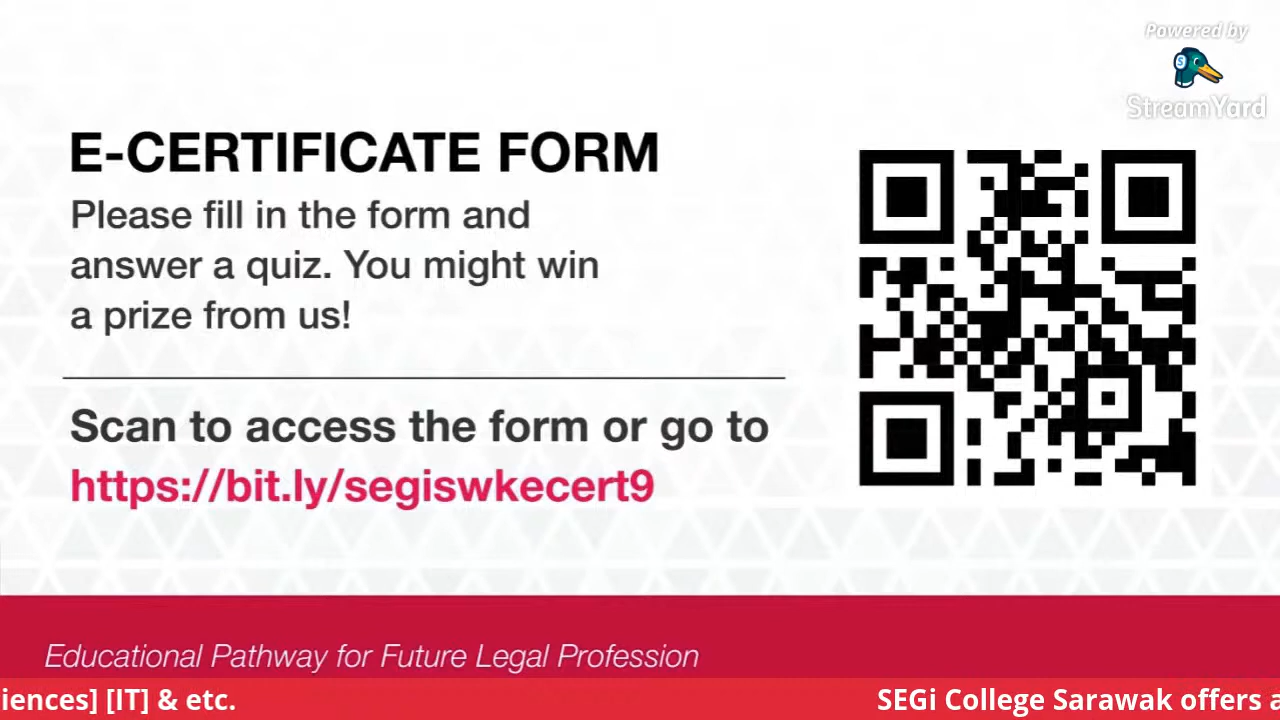 Powered by
StreamYard
E-CERTIFICATE FORM
Please fill in the form and
answer a quiz. You might win
a prize from us!
Scan to access the form or go to
https://bit.ly/segiswkecert9
Educational Pathway for Future Legal Profession
iences] [IT] & etc.
SEGi College Sarawak offers a